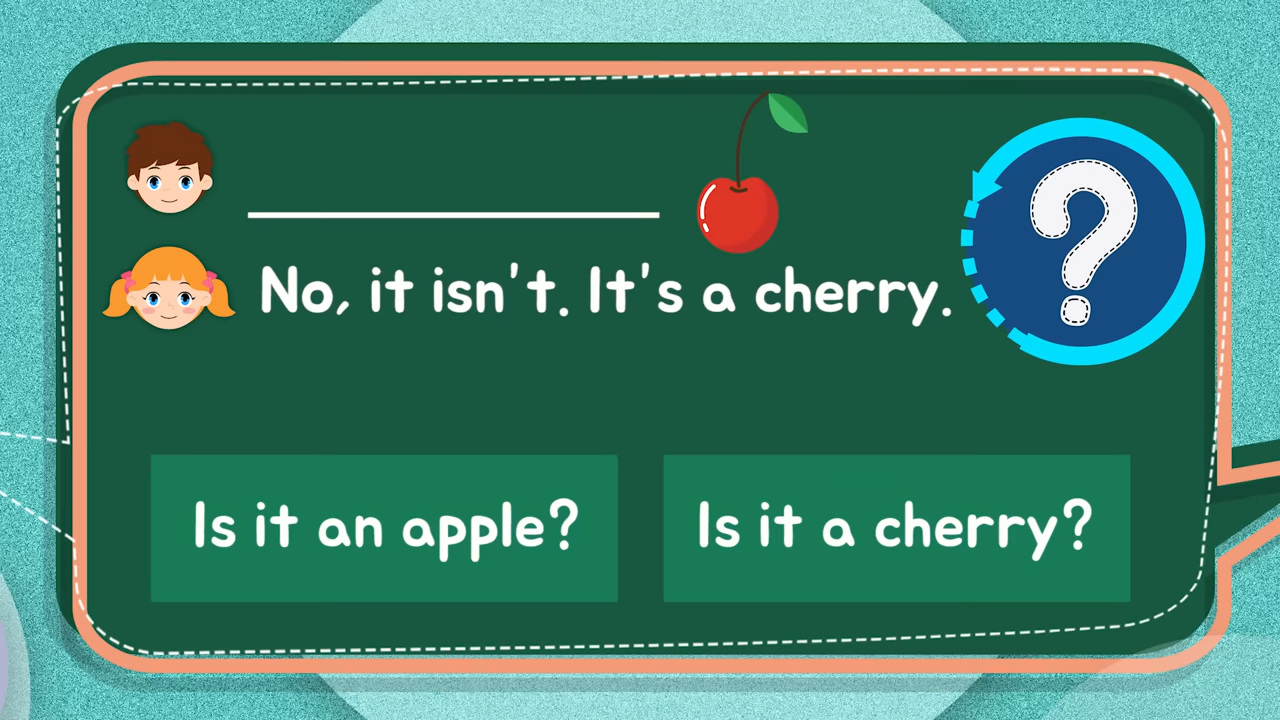 No, it isn't. It's a cherry.
?
Is it an apple?
Is it a cherry?